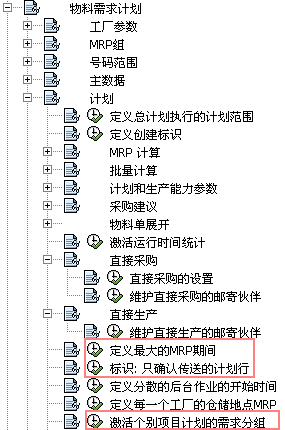 物料需求计划
工厂参数
MRP组
号码范围
主数据
计划
定义总计划执行的计划范围
定义创建标识
MRP 计算
批量计算
计划和生产能力参数
采购建议
物料单展开
激活运行时间统计
直接采购
直接采购的设置
维护直接采购的邮寄伙伴
直接生产
维护直接生产的邮寄伙伴
定义最大的MRP期间
标识: 只确认传送的计划行
定义分散的后台作业的开始时间
定义每一个工厂的仓储地点MRP
激活个别项目计划的需求分组